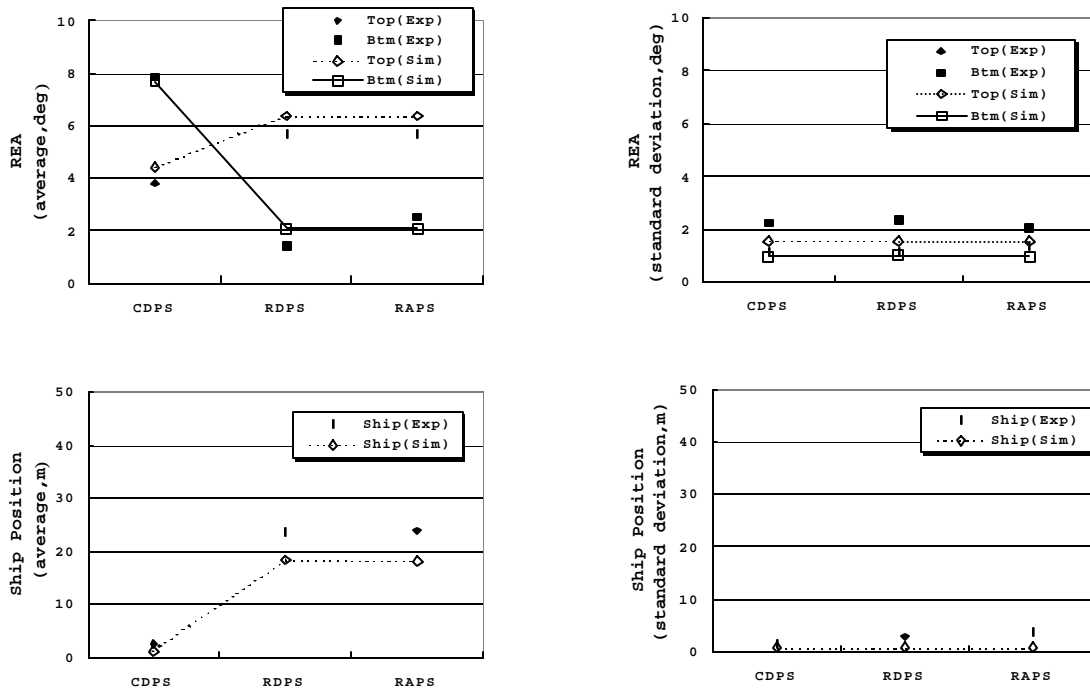 10
8
6
4
2
0
REA
(average,deg)
Top(Exp)
Btm(Exp)
Top(Sim)
Btm(Sim)
CDPS
RDPS
RAPS
10
8
6
4
2
0
REA
(standard deviation,deg)
Top(Exp)
Btm(Exp)
Top(Sim)
Btm(Sim)
CDPS
RDPS
RAPS
50
40
30
20
10
0
Ship Position
(average,m)
Ship(Exp)
Ship(Sim)
CDPS
RDPS
RAPS
50
40
30
20
10
0
Ship Position
(standard deviation,m)
Ship(Exp)
Ship(Sim)
CDPS
RDPS
RAPS